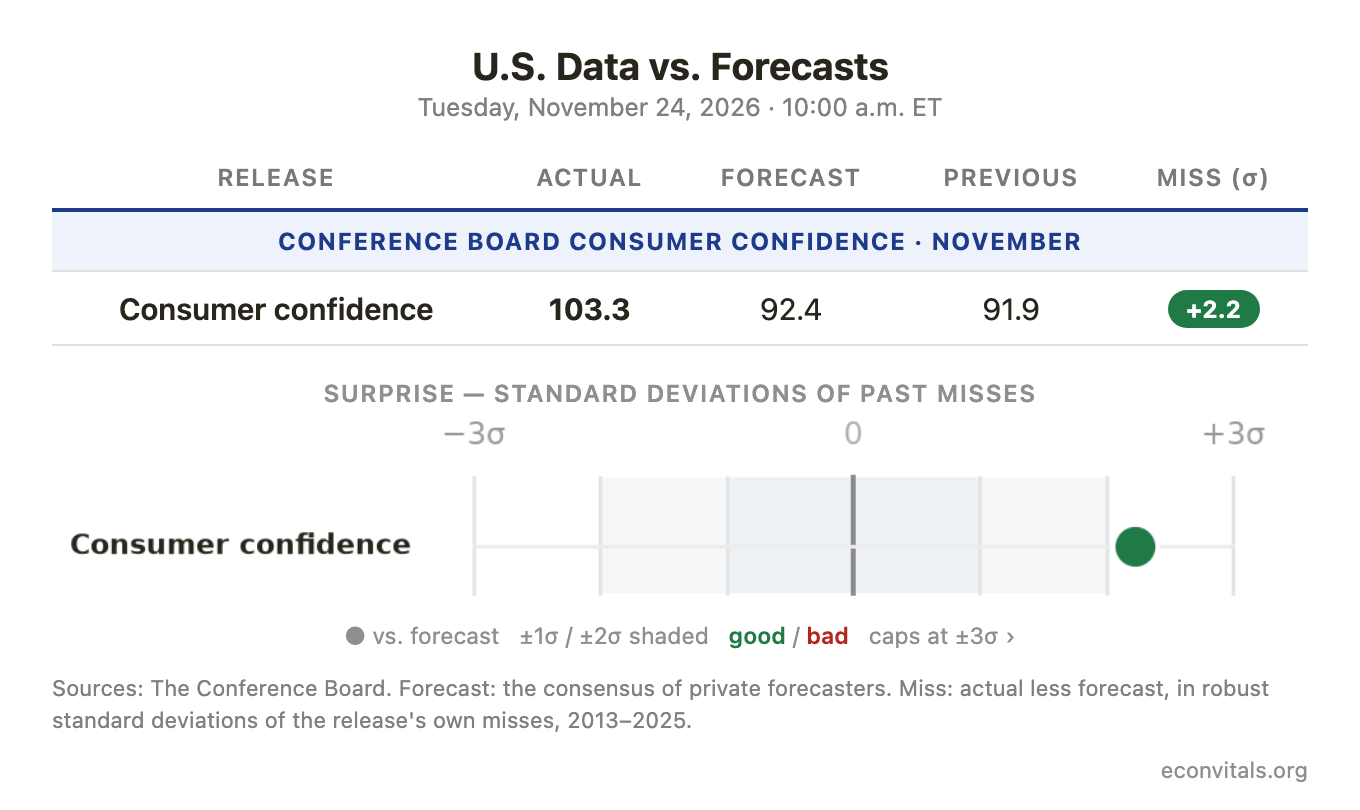 U.S. Data vs. Forecasts
Tuesday, November 24, 2026 · 10:00 a.m. ET
RELEASE ACTUAL FORECAST PREVIOUS MISS (σ)
CONFERENCE BOARD CONSUMER CONFIDENCE · NOVEMBER
Consumer confidence 103.3 92.4 91.9 +2.2
SURPRISE — STANDARD DEVIATIONS OF PAST MISSES
−3σ 0 +3σ
Consumer confidence
● vs. forecast ±1σ / ±2σ shaded good / bad caps at ±3σ ›
Sources: The Conference Board. Forecast: the consensus of private forecasters. Miss: actual less forecast, in robust
standard deviations of the release's own misses, 2013–2025.
econvitals.org